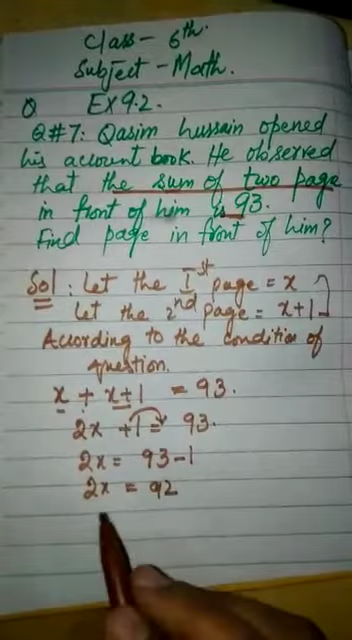 Class - 6th.
Subject - Math.
Q EX 9.2.
Q#7: Qasim hussain opened
his account book. He observed
that the sum of two page
in front of him is 93.
Find page in front of him?
Sol : Let the Ist page = x
Let the 2nd page = x+1
According to the condition of
question.
x + x+1 = 93.
2x + 1 = 93.
2x = 93-1
2x = 92